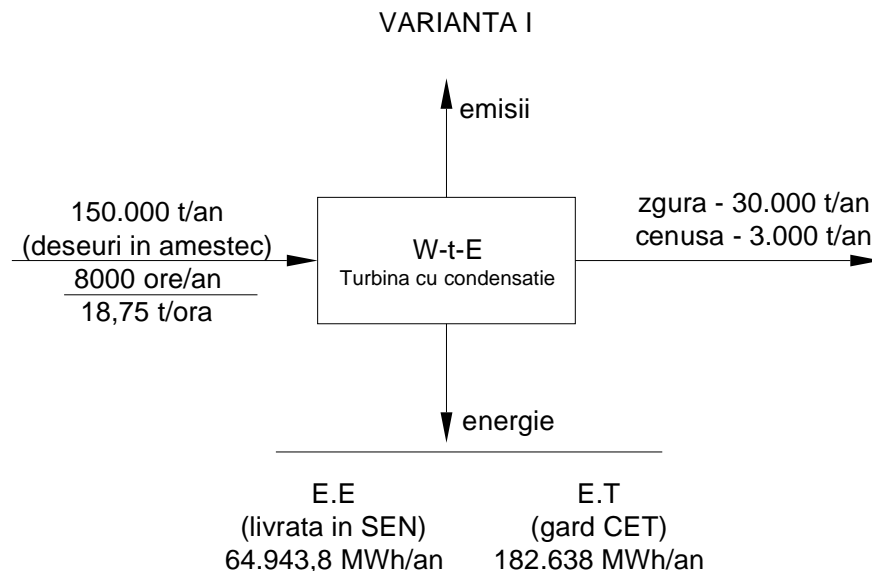 VARIANTA I
emisii
150.000 t/an
(deseuri in amestec)
8000 ore/an
18,75 t/ora
W-t-E
Turbina cu condensatie
zgura - 30.000 t/an
cenusa - 3.000 t/an
energie
E.E
(livrata in SEN)
64.943,8 MWh/an
E.T
(gard CET)
182.638 MWh/an